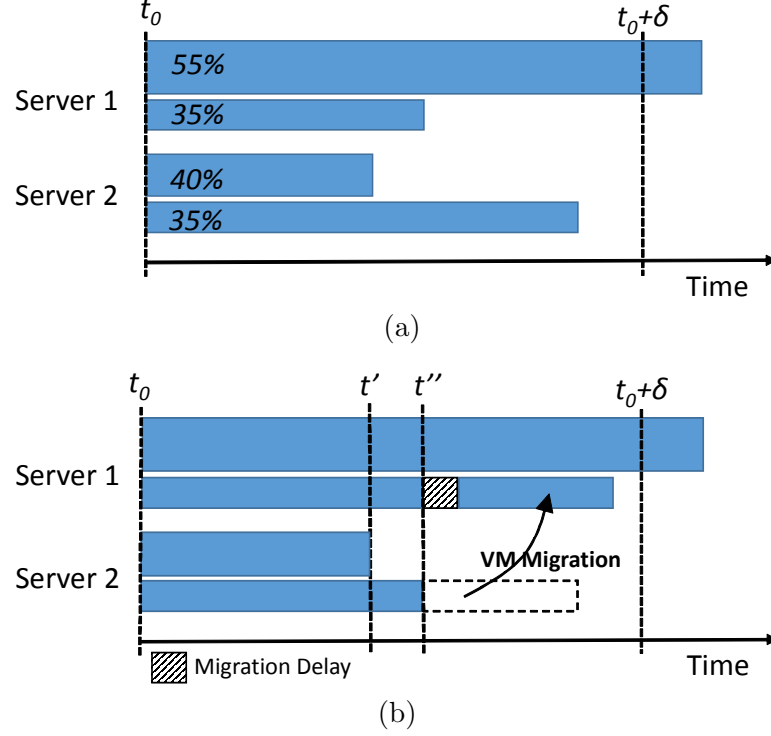 t₀ t₀+δ
55%
Server 1
35%
40%
Server 2
35%
Time
(a)
t₀ t' t'' t₀+δ
Server 1
VM Migration
Server 2
Migration Delay
Time
(b)